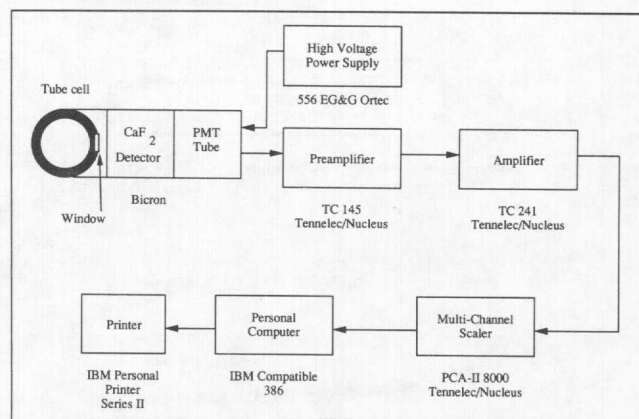 High Voltage
Power Supply
556 EG&G Ortec
Tube cell
CaF
2
Detector
PMT
Tube
Window
Bicron
Preamplifier
TC 145
Tennelec/Nucleus
Amplifier
TC 241
Tennelec/Nucleus
Printer
IBM Personal
Printer
Series II
Personal
Computer
IBM Compatible
386
Multi-Channel
Scaler
PCA-II 8000
Tennelec/Nucleus